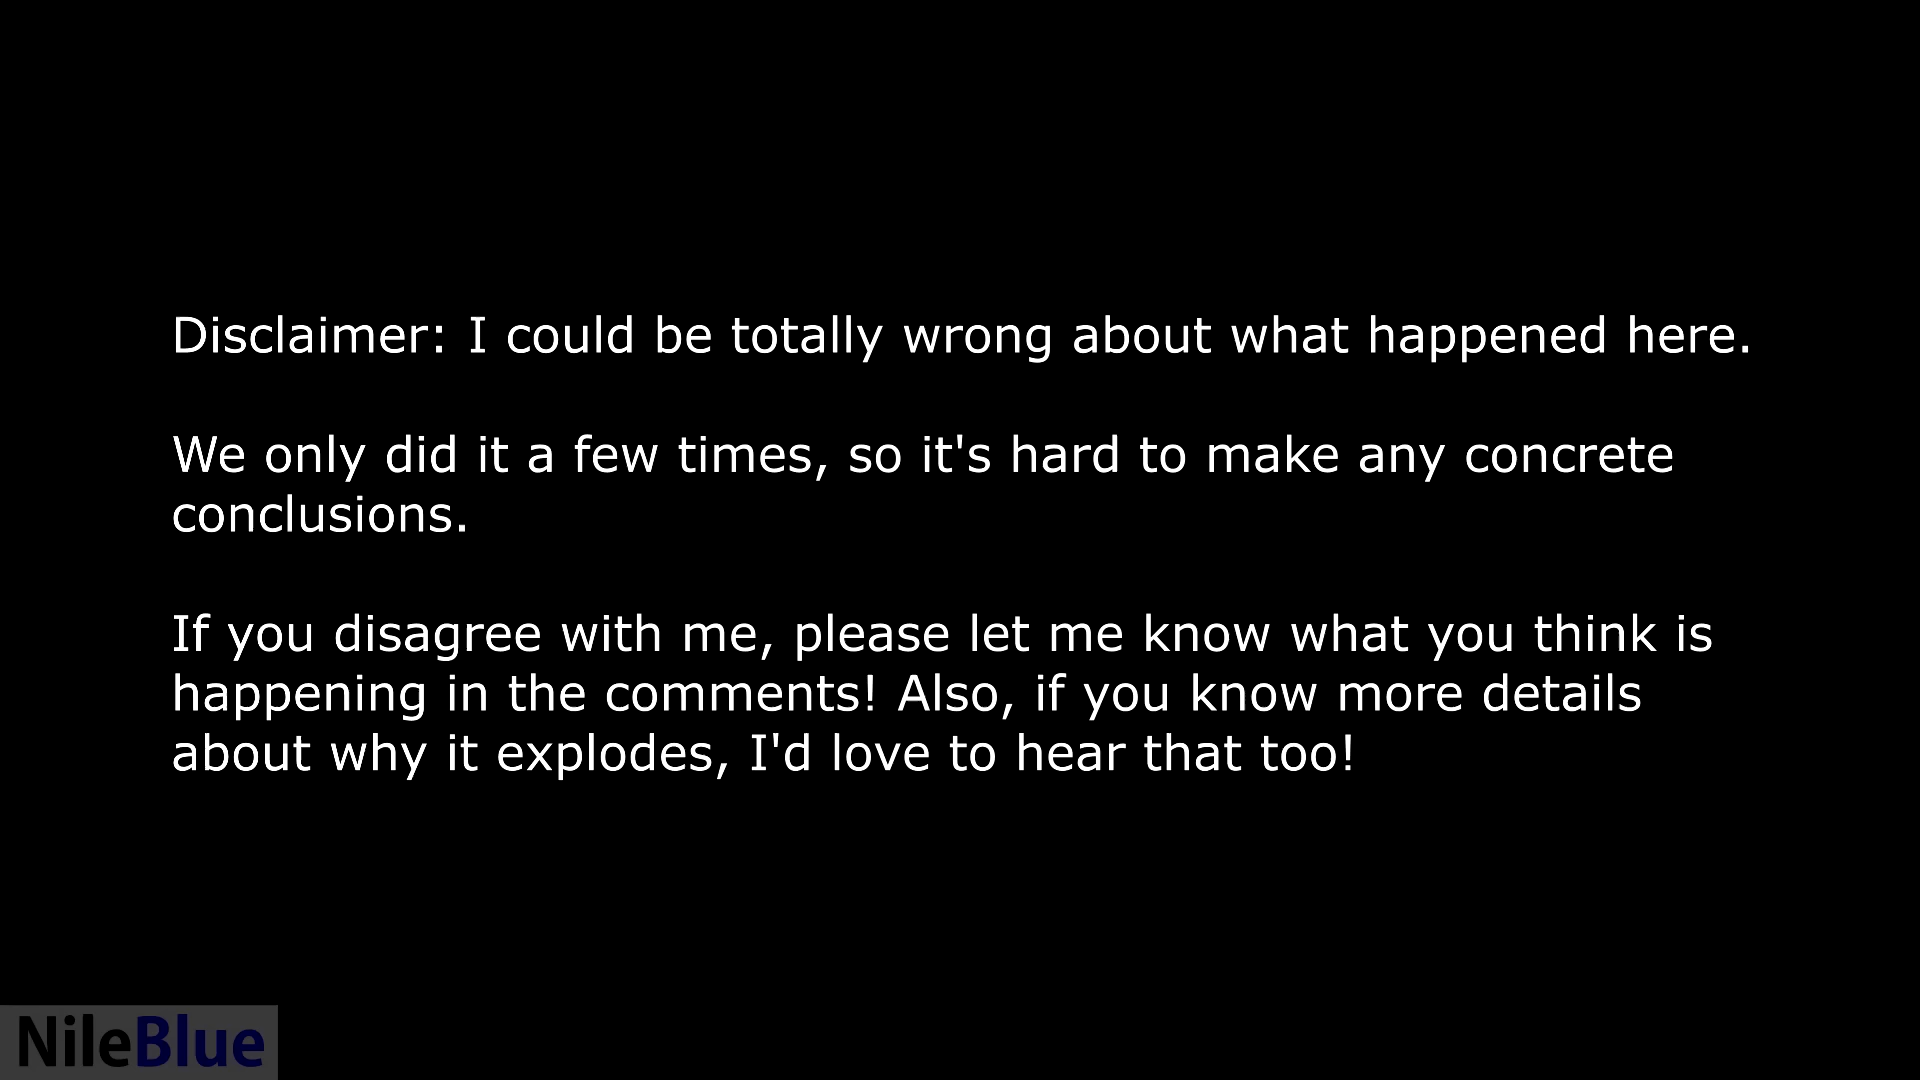 Disclaimer: I could be totally wrong about what happened here.
We only did it a few times, so it's hard to make any concrete
conclusions.
If you disagree with me, please let me know what you think is
happening in the comments! Also, if you know more details
about why it explodes, I'd love to hear that too!
NileBlue